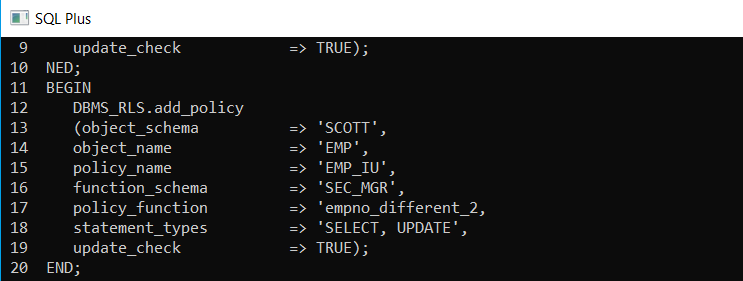 SQL Plus
9 update_check => TRUE);
10 NED;
11 BEGIN
12 DBMS_RLS.add_policy
13 (object_schema => 'SCOTT',
14 object_name => 'EMP',
15 policy_name => 'EMP_IU',
16 function_schema => 'SEC_MGR',
17 policy_function => 'empno_different_2,
18 statement_types => 'SELECT, UPDATE',
19 update_check => TRUE);
20 END;